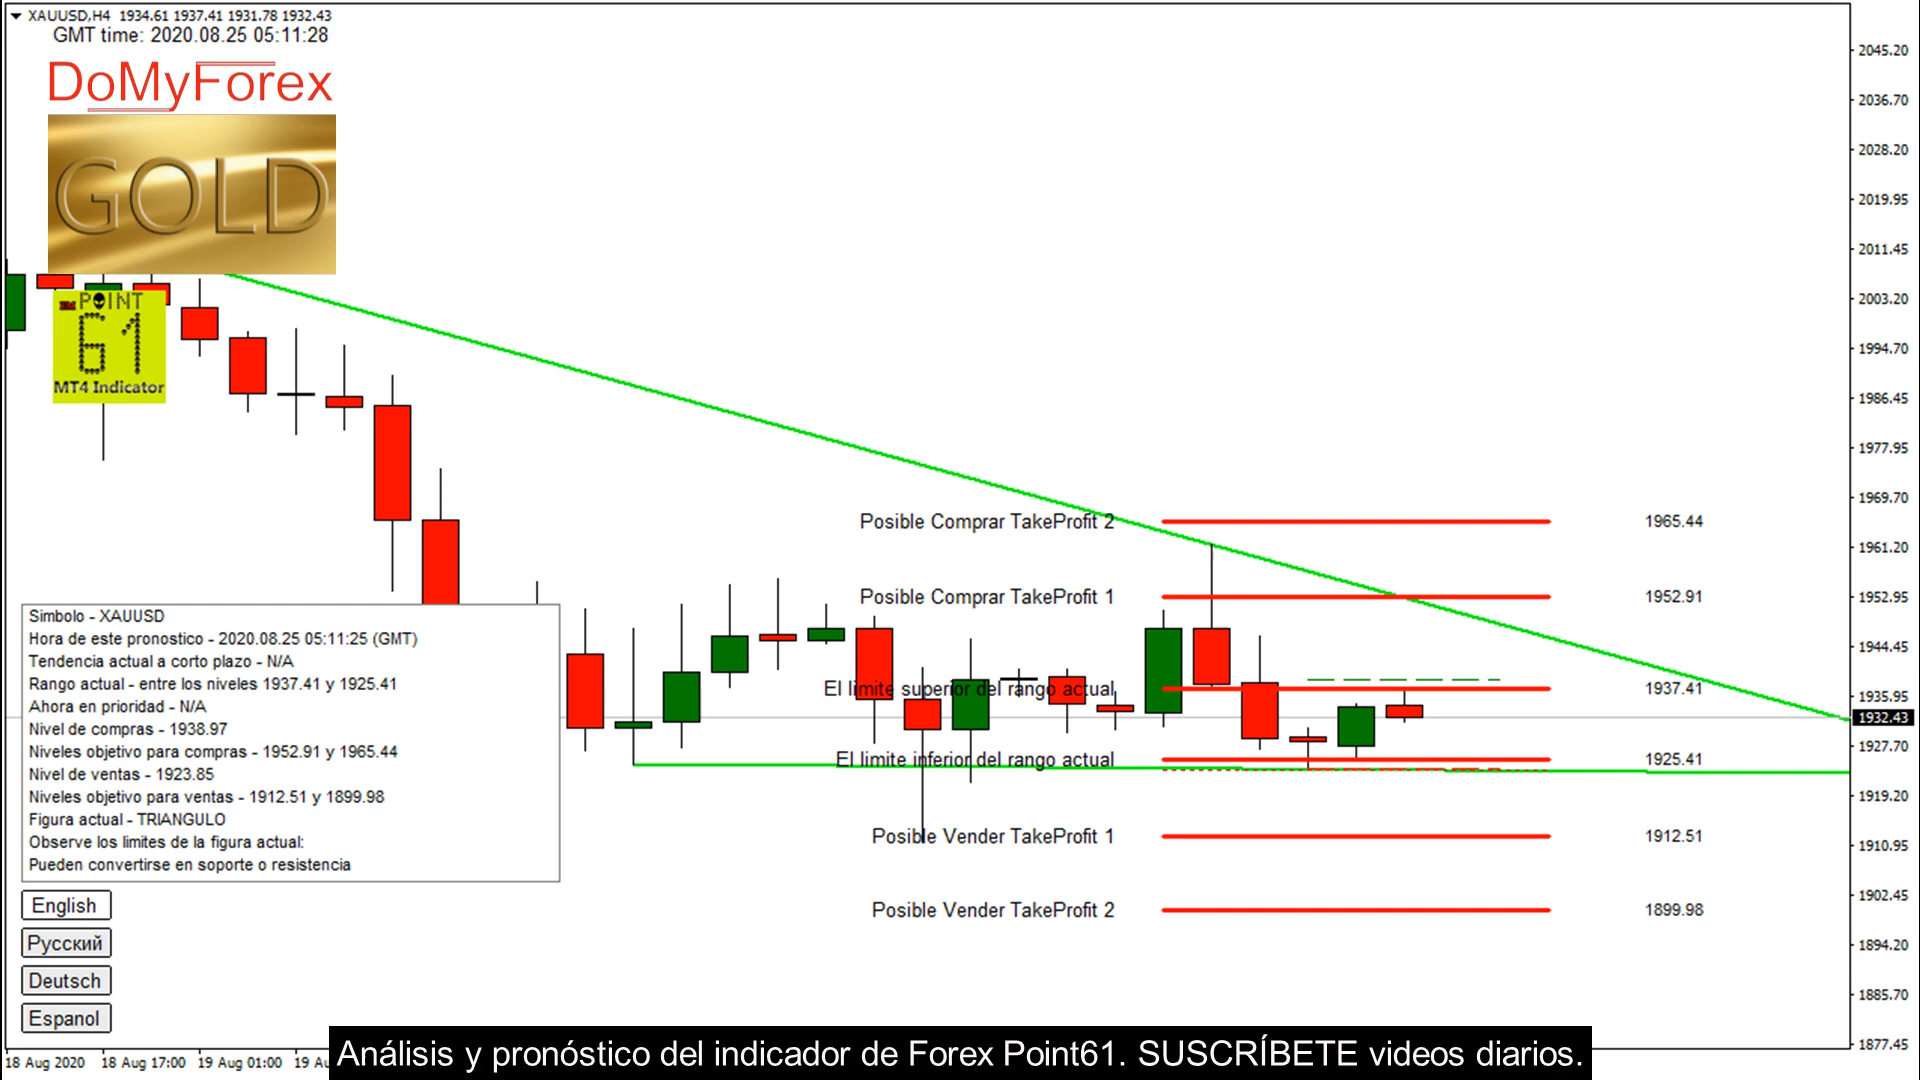 XAUUSD,H4 1934.61 1937.41 1931.78 1932.43
GMT time: 2020.08.25 05:11:28
DoMyForex
GOLD
POINT
61
MT4 Indicator
Posible Comprar TakeProfit 2 1965.44
Posible Comprar TakeProfit 1 1952.91
El limite superior del rango actual 1937.41
El limite inferior del rango actual 1925.41
Posible Vender TakeProfit 1 1912.51
Posible Vender TakeProfit 2 1899.98
Simbolo - XAUUSD
Hora de este pronostico - 2020.08.25 05:11:25 (GMT)
Tendencia actual a corto plazo - N/A
Rango actual - entre los niveles 1937.41 y 1925.41
Ahora en prioridad - N/A
Nivel de compras - 1938.97
Niveles objetivo para compras - 1952.91 y 1965.44
Nivel de ventas - 1923.85
Niveles objetivo para ventas - 1912.51 y 1899.98
Figura actual - TRIANGULO
Observe los limites de la figura actual:
Pueden convertirse en soporte o resistencia
English
Русский
Deutsch
Espanol
2045.20
2036.70
2028.20
2019.95
2011.45
2003.20
1994.70
1986.45
1977.95
1969.70
1961.20
1952.95
1944.45
1935.95
1932.43
1927.70
1919.20
1910.95
1902.45
1894.20
1885.70
1877.45
18 Aug 2020 18 Aug 17:00 19 Aug 01:00 19 Au
Análisis y pronóstico del indicador de Forex Point61. SUSCRÍBETE videos diarios.